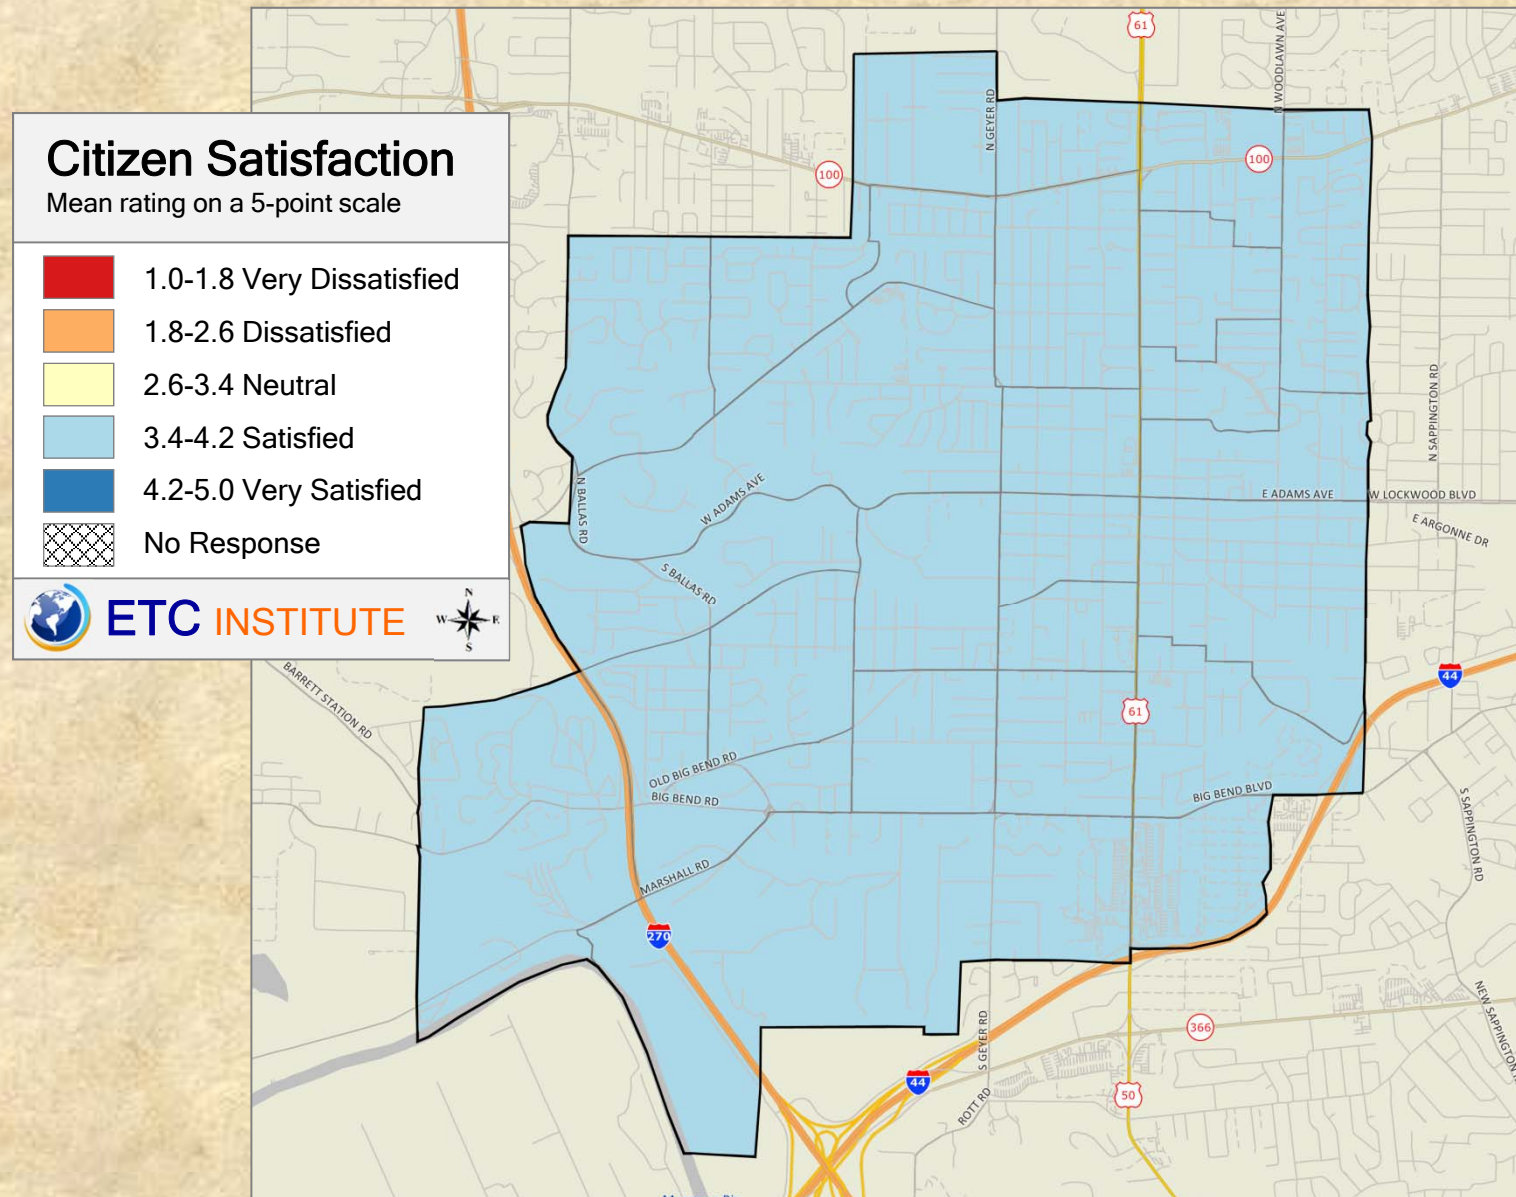 Citizen Satisfaction
Mean rating on a 5-point scale
1.0-1.8 Very Dissatisfied
1.8-2.6 Dissatisfied
2.6-3.4 Neutral
3.4-4.2 Satisfied
4.2-5.0 Very Satisfied
No Response
ETC INSTITUTE
N
W
E
S
61
N WOODLAWN AVE
N GEYER RD
100
100
N SAPPINGTON RD
N BALLAS RD
W ADAMS AVE
E ADAMS AVE
W LOCKWOOD BLVD
E ARGONNE DR
S BALLAS RD
BARRETT STATION RD
44
61
OLD BIG BEND RD
BIG BEND RD
BIG BEND BLVD
S SAPPINGTON RD
MARSHALL RD
270
NEW SAPPINGTON
S GEYER RD
366
44
50
ROTT RD